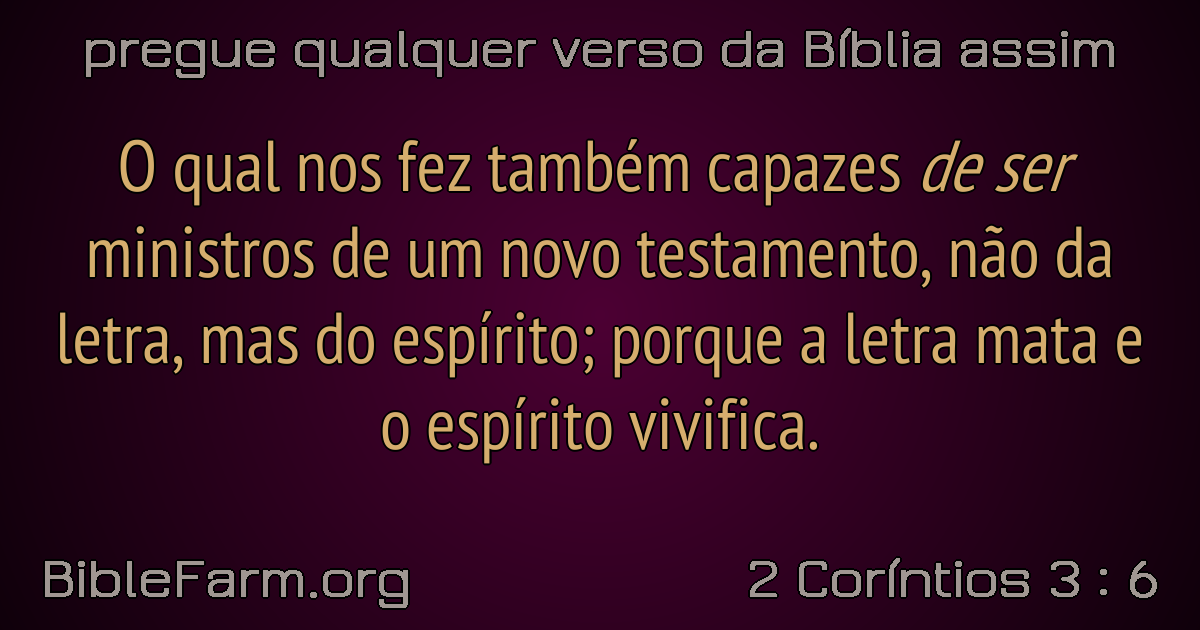 pregue qualquer verso da Bíblia assim
O qual nos fez também capazes de ser
ministros de um novo testamento, não da
letra, mas do espírito; porque a letra mata e
o espírito vivifica.
BibleFarm.org
2 Coríntios 3 : 6